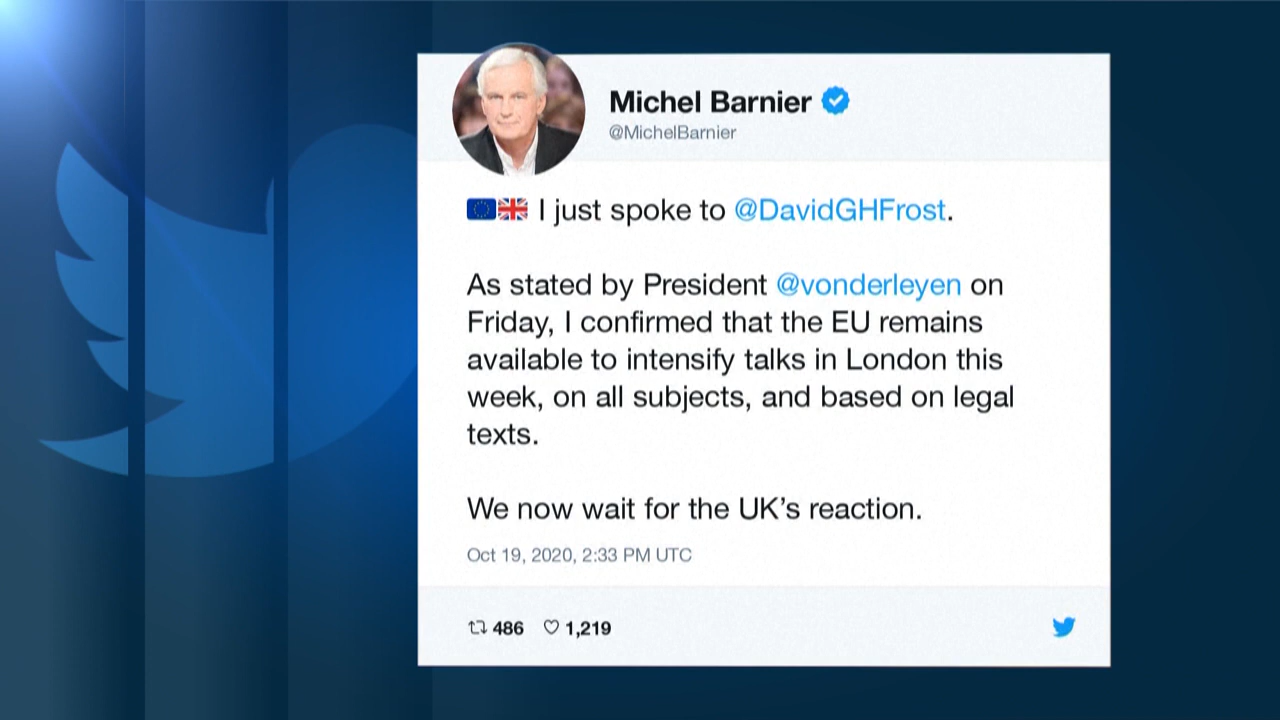 Michel Barnier
@MichelBarnier
🇪🇺🇬🇧 I just spoke to @DavidGHFrost.
As stated by President @vonderleyen on
Friday, I confirmed that the EU remains
available to intensify talks in London this
week, on all subjects, and based on legal
texts.
We now wait for the UK’s reaction.
Oct 19, 2020, 2:33 PM UTC
486 1,219